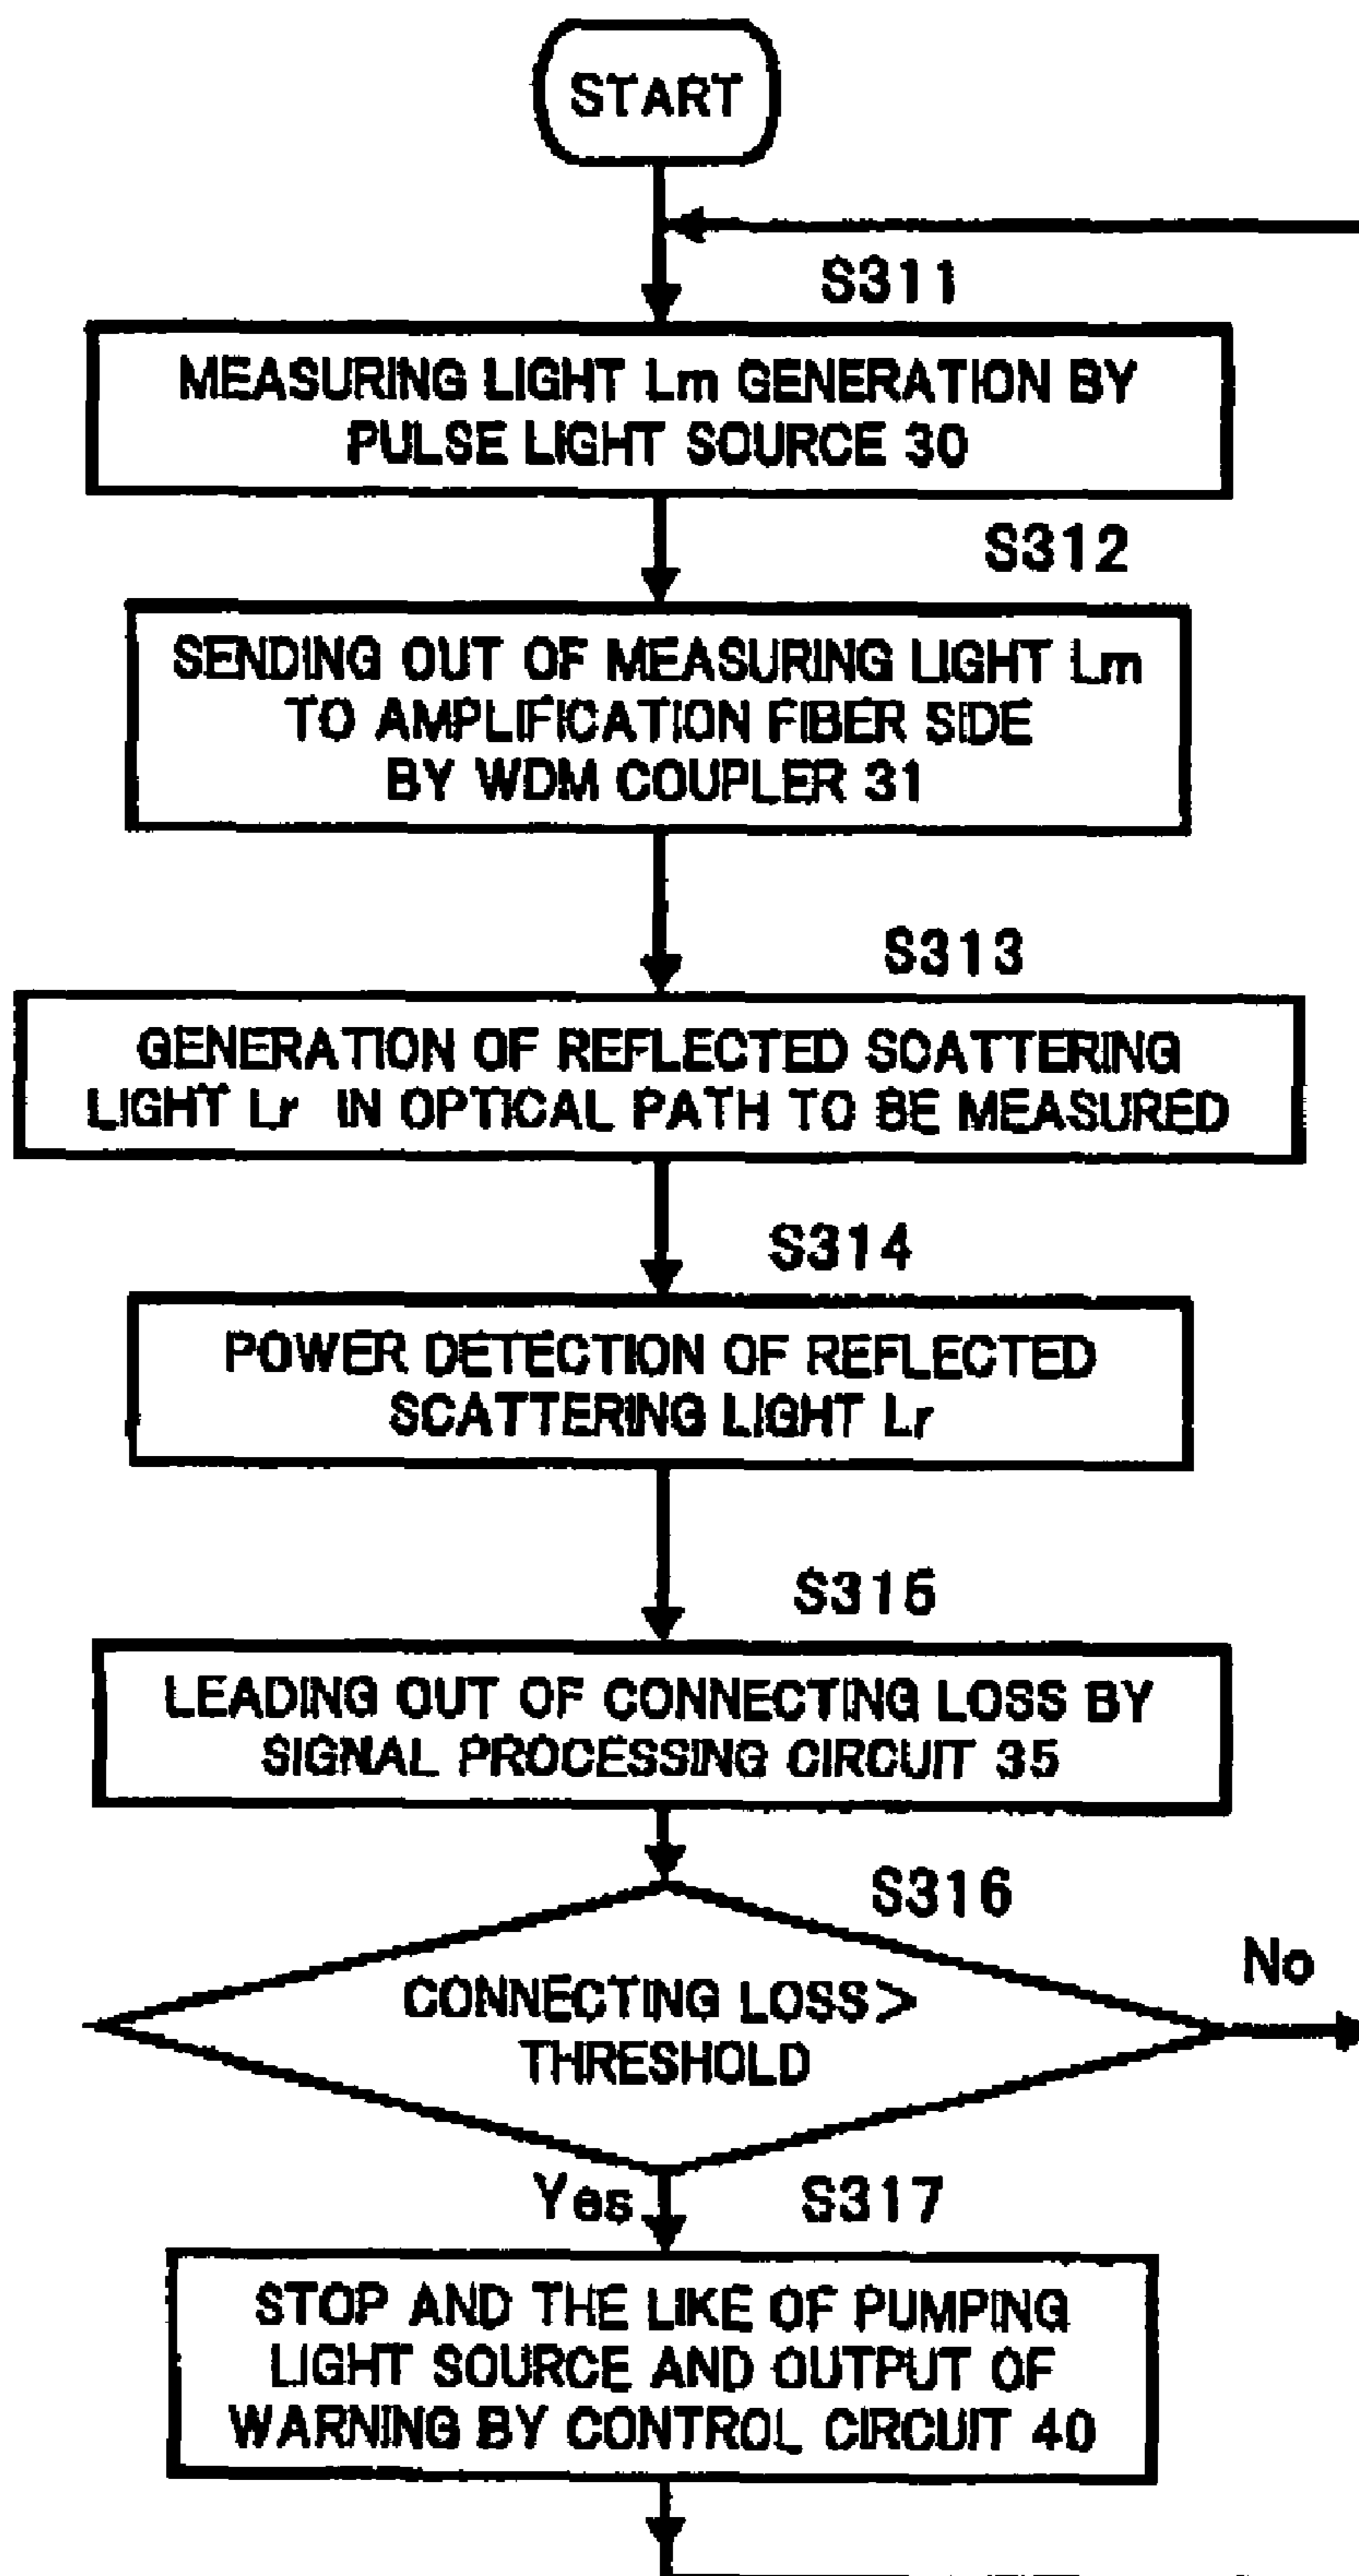 START
S311
MEASURING LIGHT Lm GENERATION BY
PULSE LIGHT SOURCE 30
S312
SENDING OUT OF MEASURING LIGHT Lm
TO AMPLIFICATION FIBER SIDE
BY WDM COUPLER 31
S313
GENERATION OF REFLECTED SCATTERING
LIGHT Lr IN OPTICAL PATH TO BE MEASURED
S314
POWER DETECTION OF REFLECTED
SCATTERING LIGHT Lr
S315
LEADING OUT OF CONNECTING LOSS BY
SIGNAL PROCESSING CIRCUIT 35
S316
No
CONNECTING LOSS>
THRESHOLD
Yes
S317
STOP AND THE LIKE OF PUMPING
LIGHT SOURCE AND OUTPUT OF
WARNING BY CONTROL CIRCUIT 40